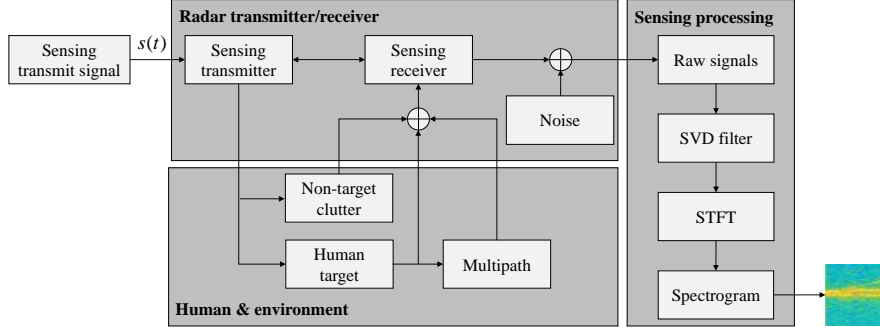 Radar transmitter/receiver
Sensing processing
Sensing
transmit signal
s(t)
Sensing
transmitter
Sensing
receiver
Noise
Raw signals
SVD filter
STFT
Spectrogram
Non-target
clutter
Human
target
Multipath
Human & environment